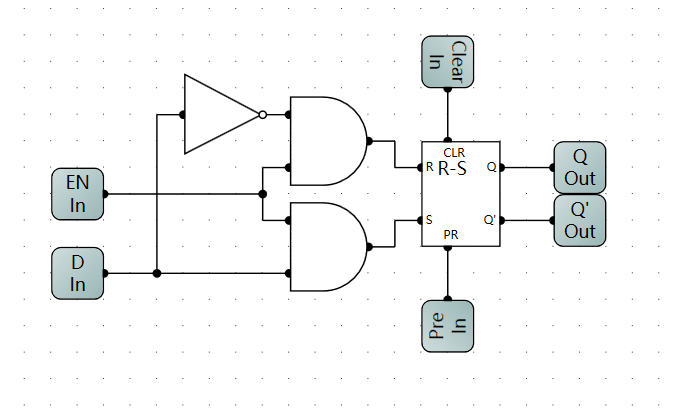 Clear
In
EN
In
D
In
CLR
R R-S Q
S Q'
PR
Q
Out
Q'
Out
Pre
In